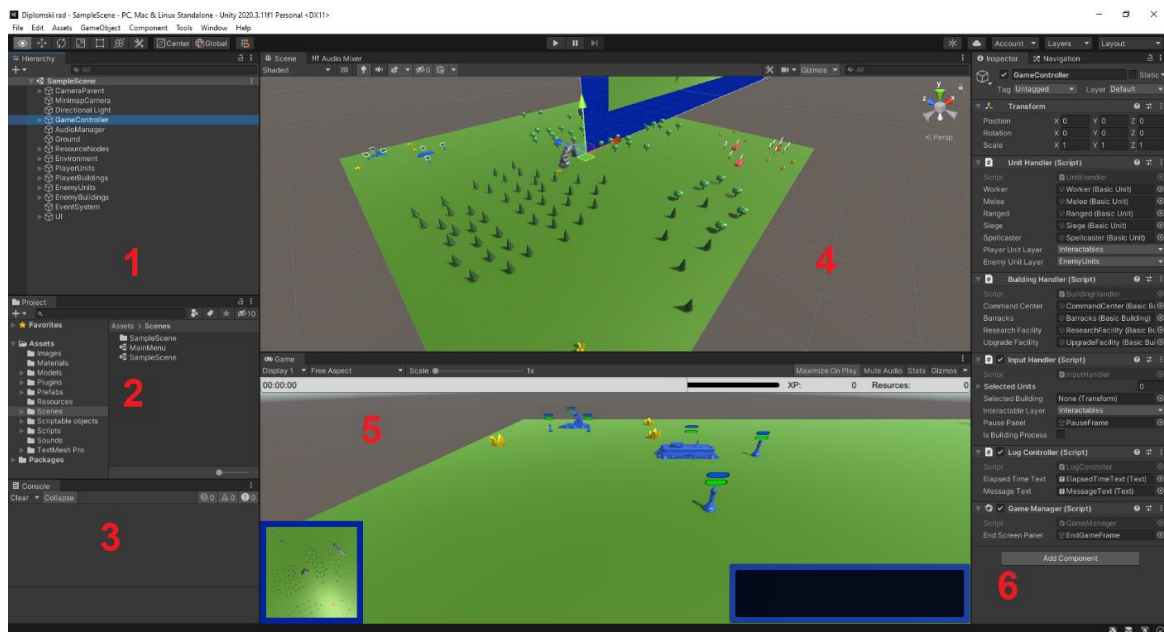 Diplomski rad - SampleScene - PC, Mac & Linux Standalone - Unity 2020.3.11f1 Personal <DX11>
File Edit Assets GameObject Component Tools Window Help
Center Global
Account Layers Layout
Hierarchy
All
SampleScene
CameraParent
MinimapCamera
Directional Light
GameController
AudioManager
Ground
ResourceNodes
Environment
PlayerUnits
PlayerBuildings
EnemyUnits
EnemyBuildings
EventSystem
UI
1
Project
10
Favorites
Assets
Images
Materials
Models
Plugins
Prefabs
Resources
Scenes
Scriptable objects
Scripts
Sounds
TextMesh Pro
Packages
Assets > Scenes
SampleScene
MainMenu
SampleScene
2
Console
Clear Collapse 0 0 0
3
Scene Audio Mixer
Shaded 2D 0 Gizmos All
y
x
z
< Persp
4
Game
Display 1 Free Aspect Scale 1x Maximize On Play Mute Audio Stats Gizmos
00:00:00 XP: 0 Resurces: 0
5
Inspector Navigation
GameController Static
Tag Untagged Layer Default
Transform
Position X 0 Y 0 Z 0
Rotation X 0 Y 0 Z 0
Scale X 1 Y 1 Z 1
Unit Handler (Script)
Script UnitHandler
Worker Worker (Basic Unit)
Melee Melee (Basic Unit)
Ranged Ranged (Basic Unit)
Siege Siege (Basic Unit)
Spellcaster Spellcaster (Basic Unit)
Player Unit Layer Interactables
Enemy Unit Layer EnemyUnits
Building Handler (Script)
Script BuildingHandler
Command Center CommandCenter (Basic Bu
Barracks Barracks (Basic Building)
Research Facility ResearchFacility (Basic Bu
Upgrade Facility UpgradeFacility (Basic Buil
Input Handler (Script)
Script InputHandler
Selected Units 0
Selected Building None (Transform)
Interactable Layer Interactables
Pause Panel PauseFrame
Is Building Process
Log Controller (Script)
Script LogController
Elapsed Time Text ElapsedTimeText (Text)
Message Text MessageText (Text)
Game Manager (Script)
Script GameManager
End Screen Panel EndGameFrame
Add Component
6